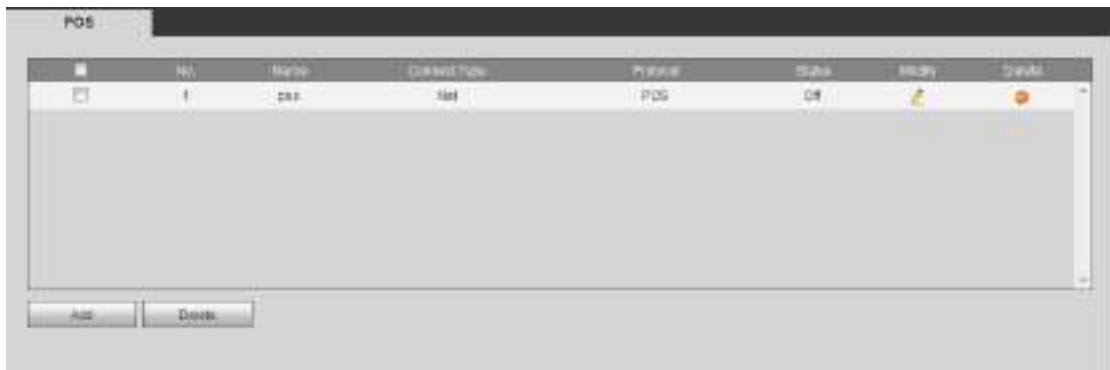 POS
No. Name Connect Type Protocol Status Modify Delete
1 pos Net POS Off
Add Delete